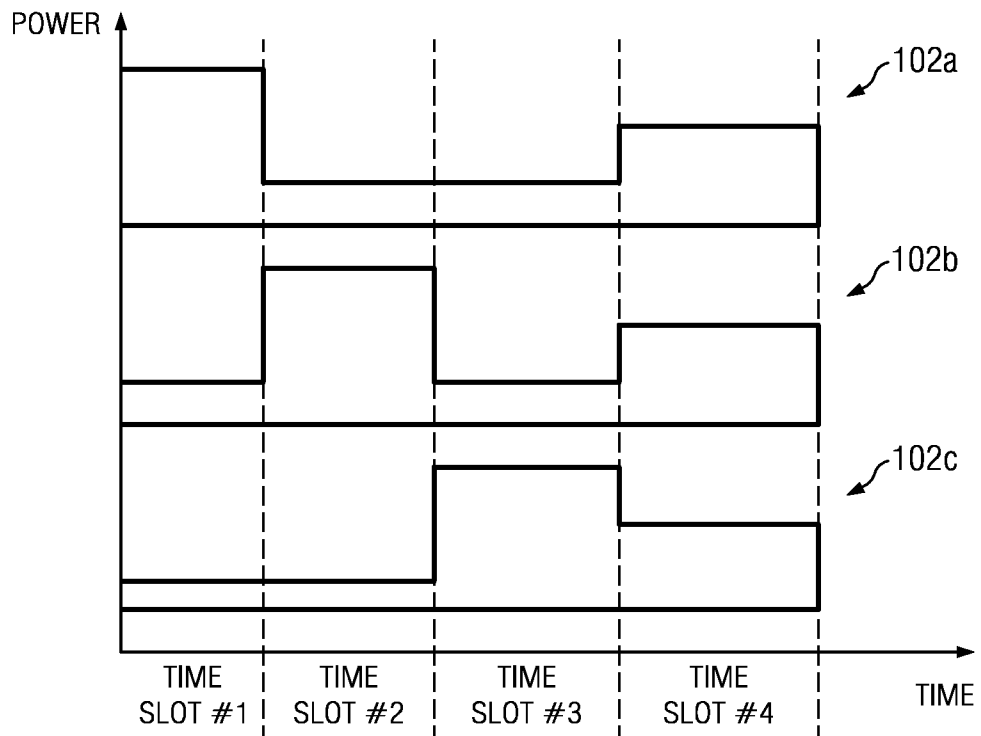 POWER
102a
102b
102c
TIME SLOT #1
TIME SLOT #2
TIME SLOT #3
TIME SLOT #4
TIME